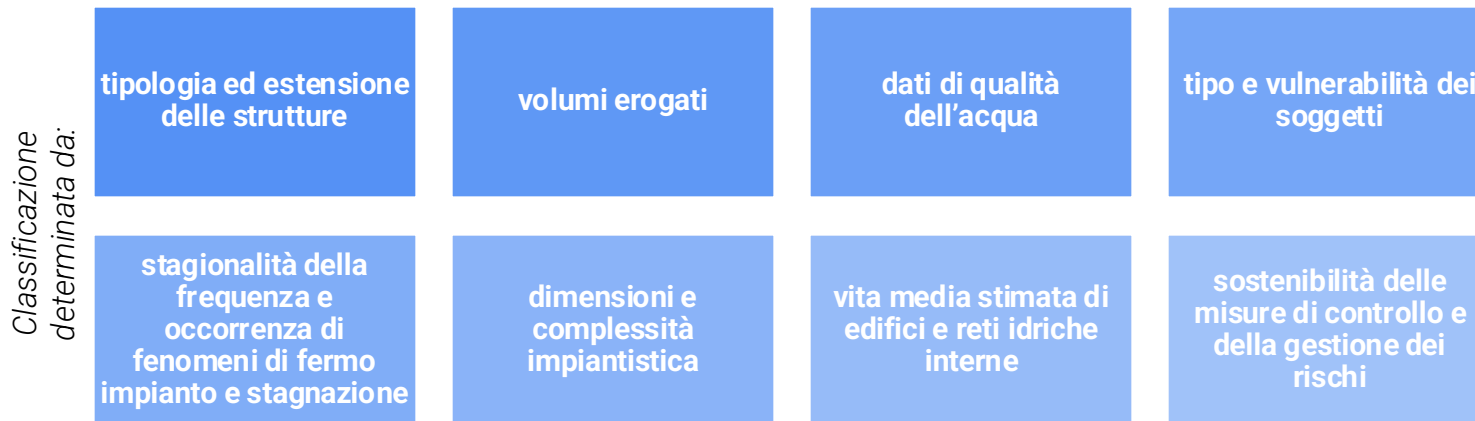 Classificazione
determinata da:
tipologia ed estensione
delle strutture
volumi erogati
dati di qualità
dell’acqua
tipo e vulnerabilità dei
soggetti
stagionalità della
frequenza e
occorrenza di
fenomeni di fermo
impianto e stagnazione
dimensioni e
complessità
impiantistica
vita media stimata di
edifici e reti idriche
interne
sostenibilità delle
misure di controllo e
della gestione dei
rischi